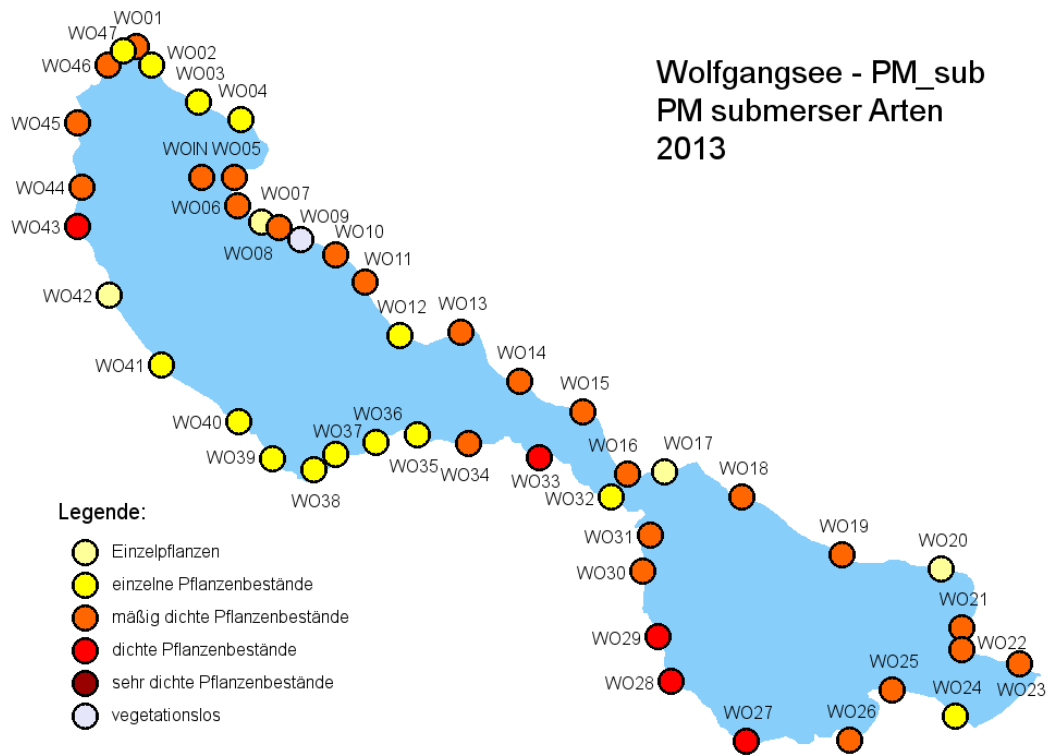 Wolfgangsee - PM_sub
PM submerser Arten
2013
WO47
WO01
WO46
WO02
WO03
WO04
WO45
WOIN
WO05
WO44
WO06
WO07
WO43
WO08
WO09
WO10
WO11
WO42
WO12
WO13
WO41
WO14
WO15
WO40
WO39
WO38
WO37
WO36
WO35
WO34
WO33
WO32
WO16
WO17
WO18
WO31
WO19
WO20
WO30
WO21
WO29
WO22
WO28
WO25
WO24
WO23
WO27
WO26
Legende:
Einzelpflanzen
einzelne Pflanzenbestände
mäßig dichte Pflanzenbestände
dichte Pflanzenbestände
sehr dichte Pflanzenbestände
vegetationslos